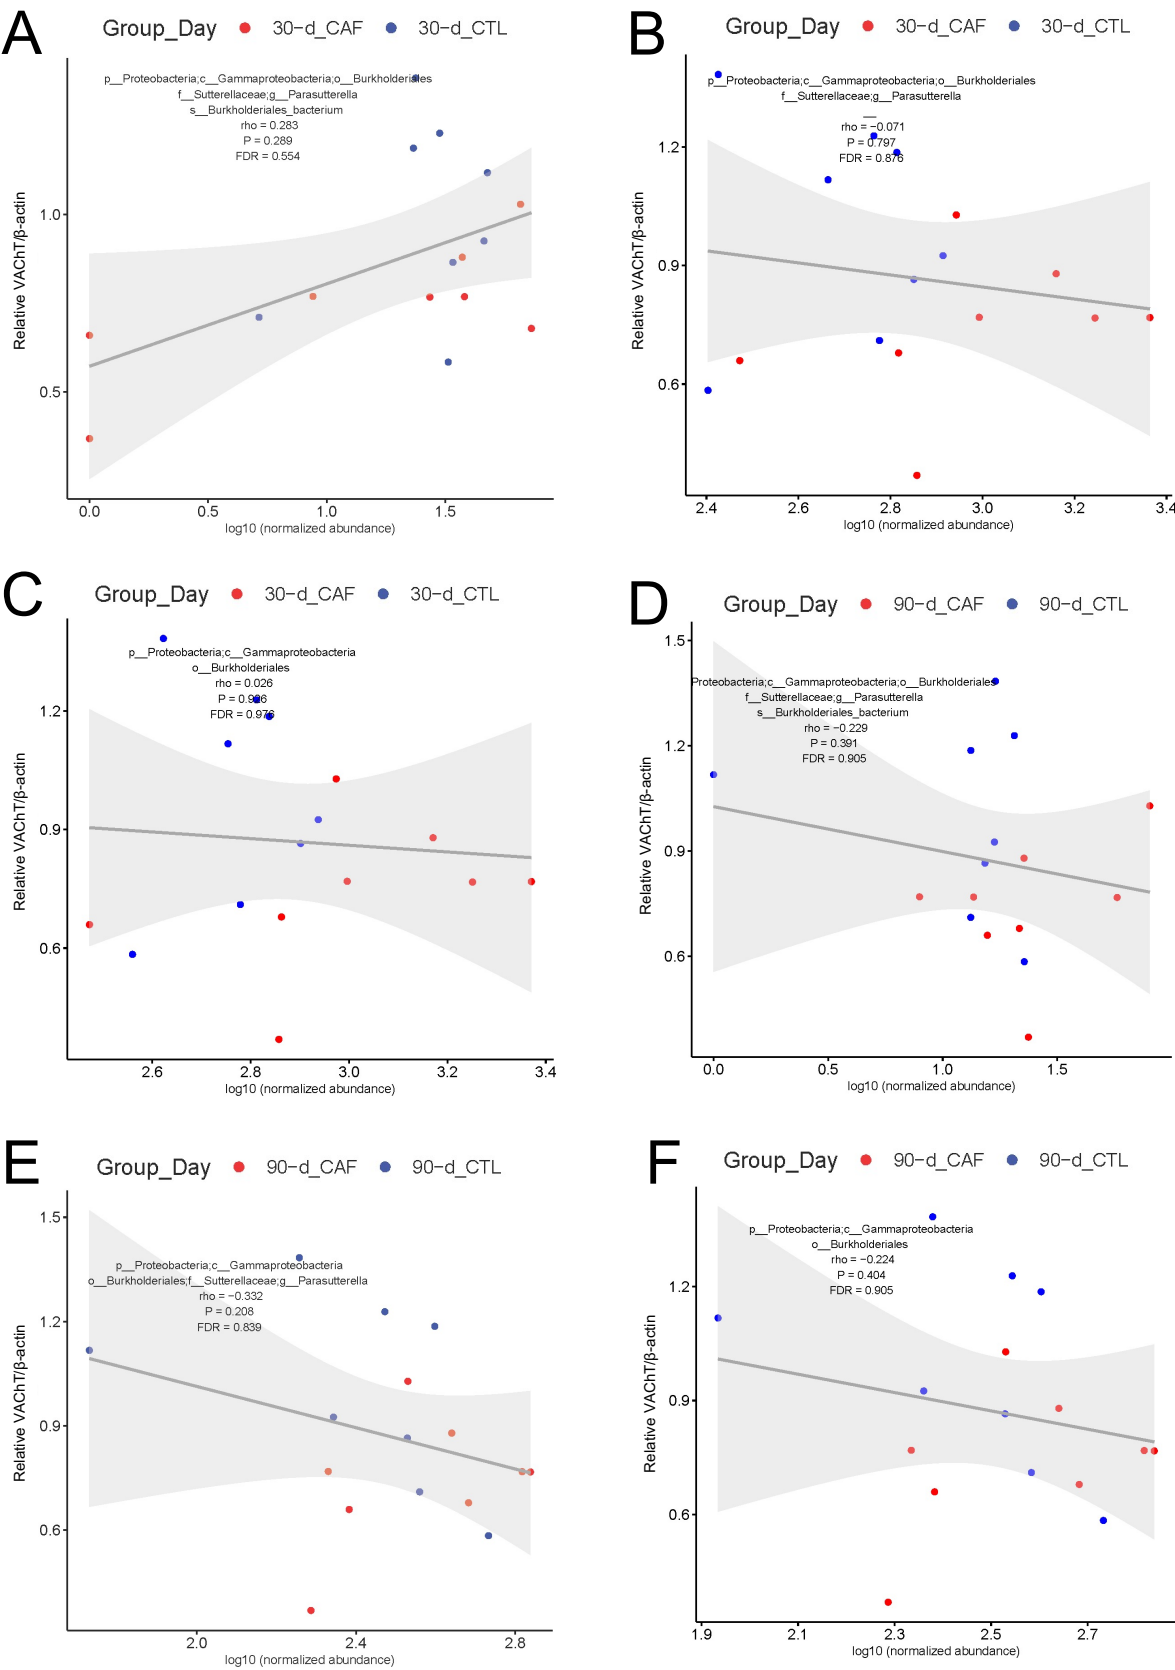 A
Group_Day 30-d_CAF 30-d_CTL
p__Proteobacteria;c__Gammaproteobacteria;o__Burkholderiales
f__Sutterellaceae;g__Parasutterella
s__Burkholderiales_bacterium
rho = 0.283
P = 0.289
FDR = 0.554
Relative VAChT/β-actin
1.0
0.5
0.0 0.5 1.0 1.5
log10 (normalized abundance)
B
Group_Day 30-d_CAF 30-d_CTL
p__Proteobacteria;c__Gammaproteobacteria;o__Burkholderiales
f__Sutterellaceae;g__Parasutterella
__
rho = −0.071
P = 0.797
FDR = 0.876
Relative VAChT/β-actin
1.2
0.9
0.6
2.4 2.6 2.8 3.0 3.2 3.4
log10 (normalized abundance)
C
Group_Day 30-d_CAF 30-d_CTL
p__Proteobacteria;c__Gammaproteobacteria
o__Burkholderiales
rho = 0.026
P =
FDR =
Relative VAChT/β-actin
1.2
0.9
0.6
2.6 2.8 3.0 3.2 3.4
log10 (normalized abundance)
D
Group_Day 90-d_CAF 90-d_CTL
Proteobacteria;c__Gammaproteobacteria;o__Burkholderiales
f__Sutterellaceae;g__Parasutterella
s__Burkholderiales_bacterium
rho = −0.229
P = 0.391
FDR = 0.905
Relative VAChT/β-actin
1.5
1.2
0.9
0.6
0.0 0.5 1.0 1.5
log10 (normalized abundance)
E
Group_Day 90-d_CAF 90-d_CTL
p__Proteobacteria;c__Gammaproteobacteria
o__Burkholderiales;f__Sutterellaceae;g__Parasutterella
rho = −0.332
P = 0.208
FDR = 0.839
Relative VAChT/β-actin
1.5
1.2
0.9
0.6
2.0 2.4 2.8
log10 (normalized abundance)
F
Group_Day 90-d_CAF 90-d_CTL
p__Proteobacteria;c__Gammaproteobacteria
o__Burkholderiales
rho = −0.224
P = 0.404
FDR = 0.905
Relative VAChT/β-actin
1.2
0.9
0.6
1.9 2.1 2.3 2.5 2.7
log10 (normalized abundance)